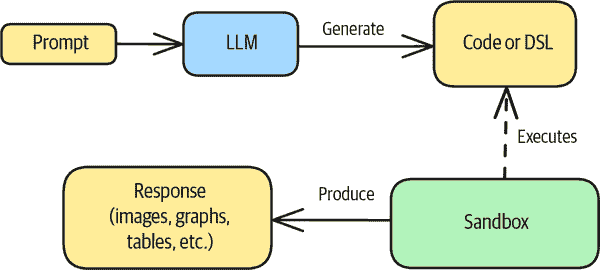 Prompt
LLM
Generate
Code or DSL
Executes
Response
(images, graphs,
tables, etc.)
Produce
Sandbox